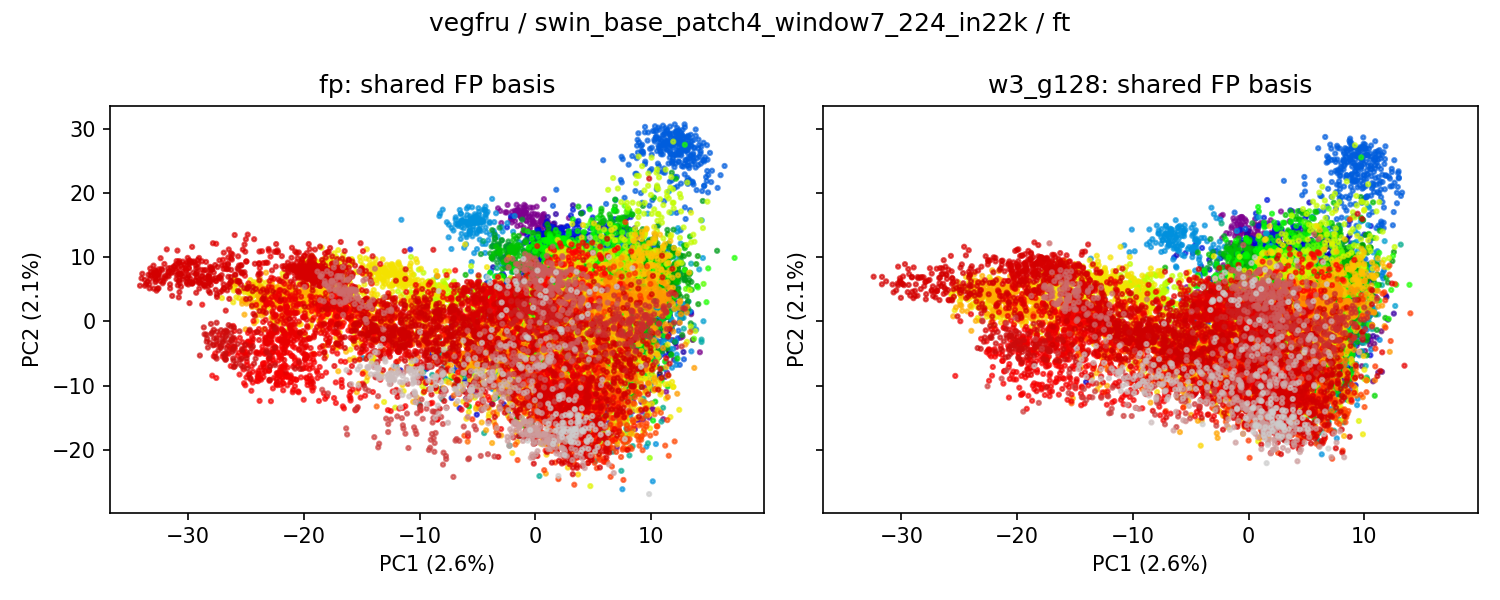 vegfru / swin_base_patch4_window7_224_in22k / ft
fp: shared FP basis
w3_g128: shared FP basis
30
20
10
0
−10
−20
PC2 (2.1%)
−30
−20
−10
0
10
PC1 (2.6%)
PC2 (2.1%)
−30
−20
−10
0
10
PC1 (2.6%)